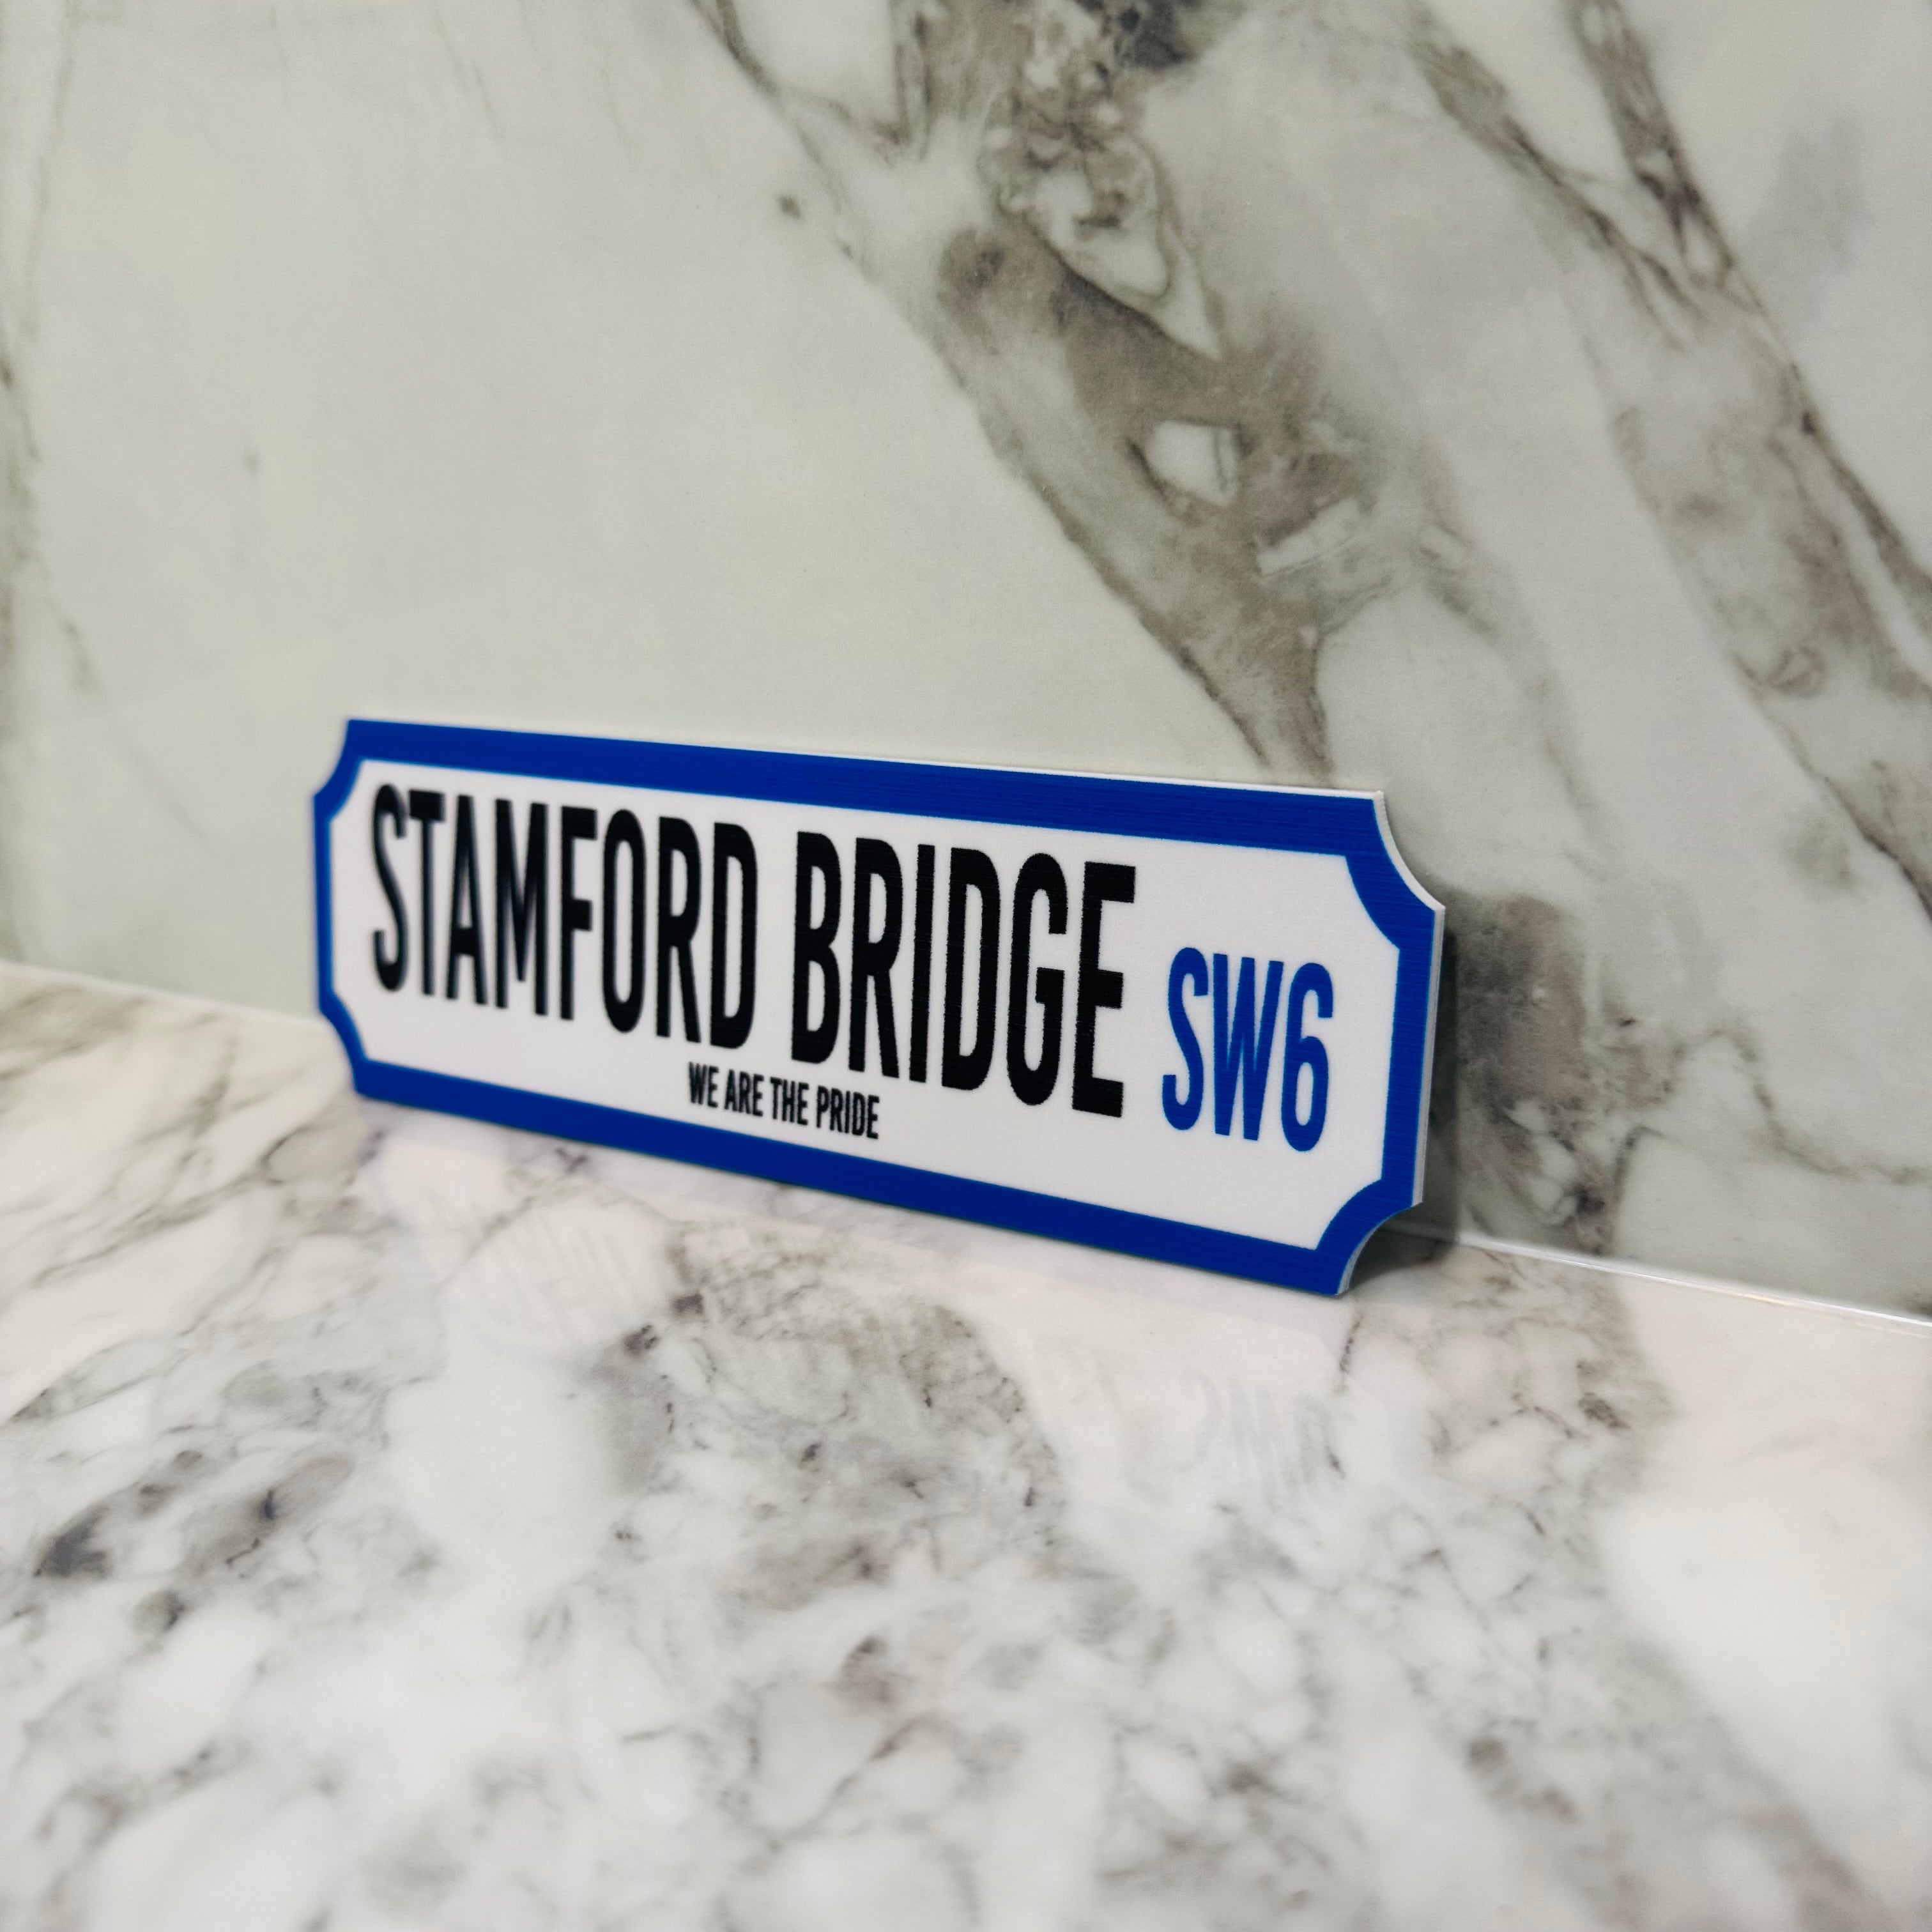 STAMFORD BRIDGE SW6
WE ARE THE PRIDE